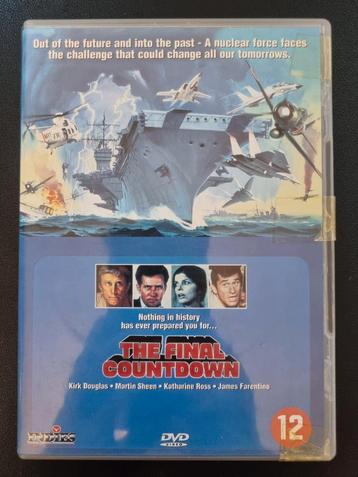 Out of the future and into the past - A nuclear force faces
the challenge that could change all our tomorrows.
Nothing in history
has ever prepared you for...
THE FINAL
COUNTDOWN
Kirk Douglas • Martin Sheen • Katharine Ross • James Farentino
DVD
VIDEO
12